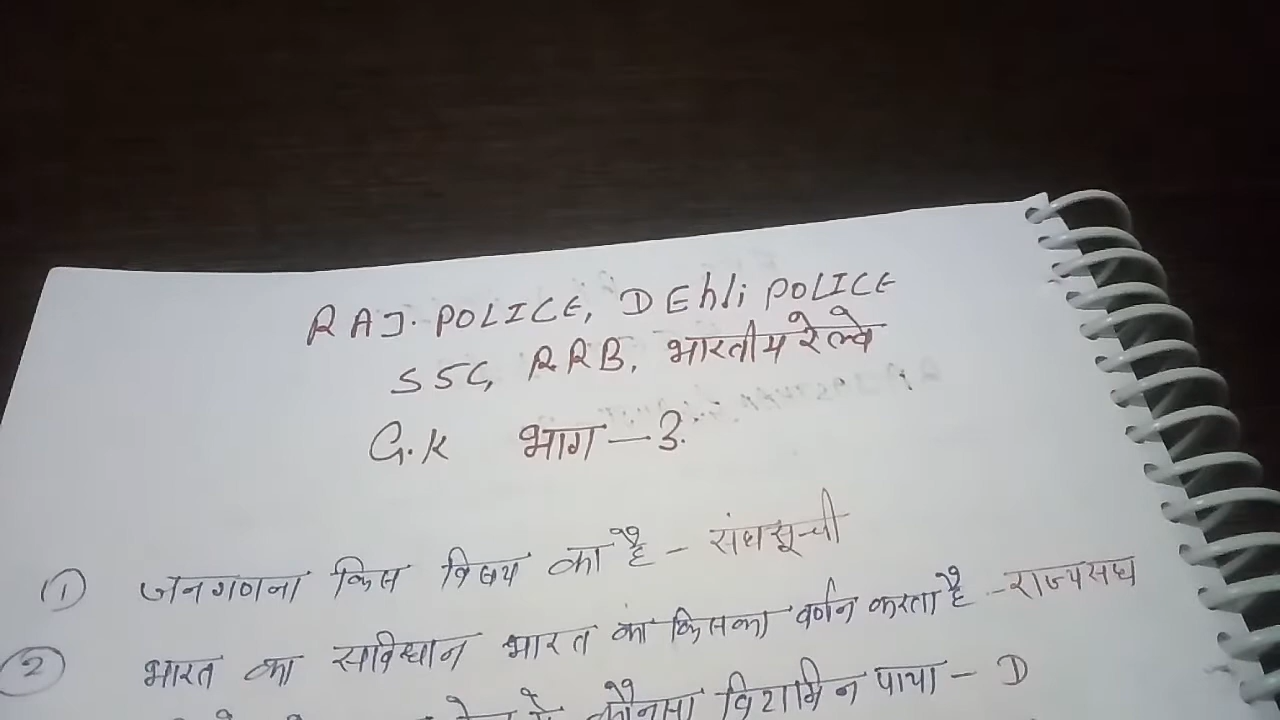 RAJ. POLICE, DEhli POLICE
SSC, RRB, भारतीय रेल्वे
G.K भाग - 3.
① जनगणना किस विषय का है - संघसूची
② भारत का सविधान भारत का किसका वर्णन करता है - राज्यसंघ
कौनसा विटामिन पाया - D